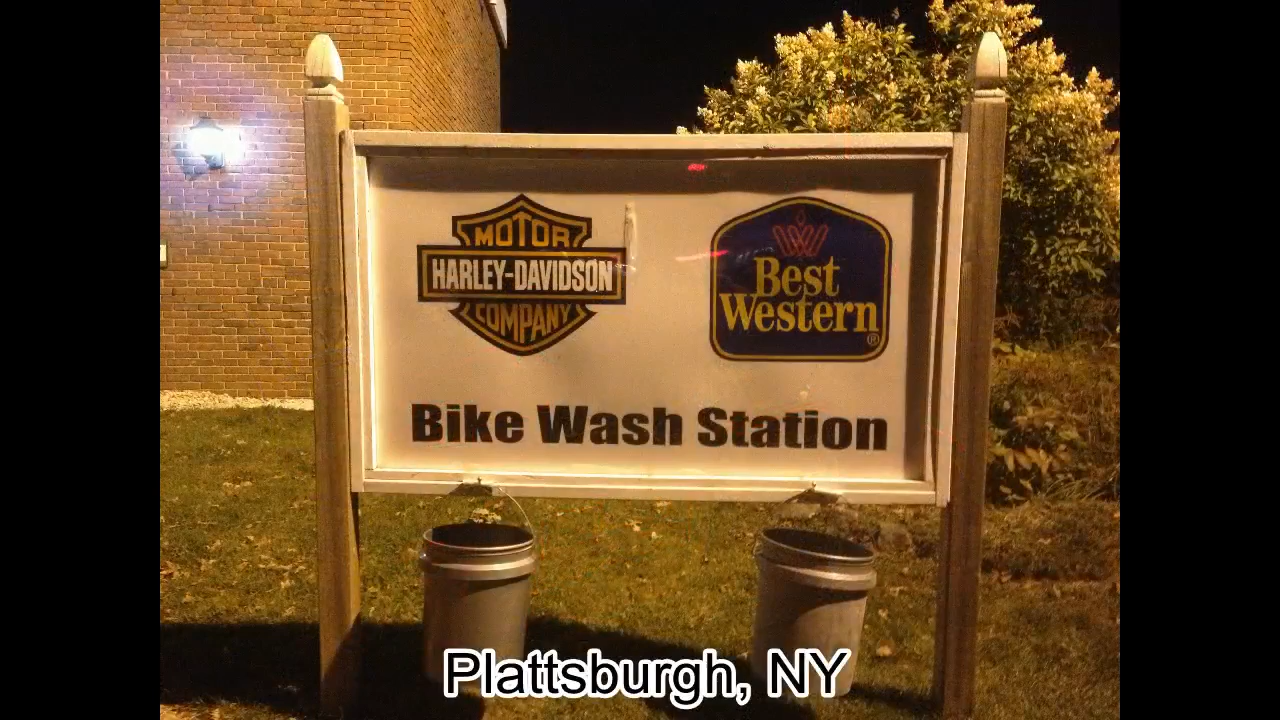 MOTOR
HARLEY-DAVIDSON
COMPANY
Best
Western
®
Bike Wash Station
Plattsburgh, NY